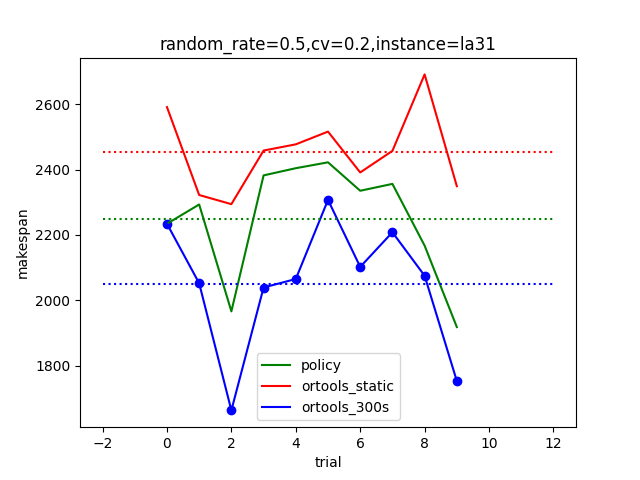 random_rate=0.5,cv=0.2,instance=la31
makespan
2600
2400
2200
2000
1800
policy
ortools_static
ortools_300s
−2 0 2 4 6 8 10 12
trial